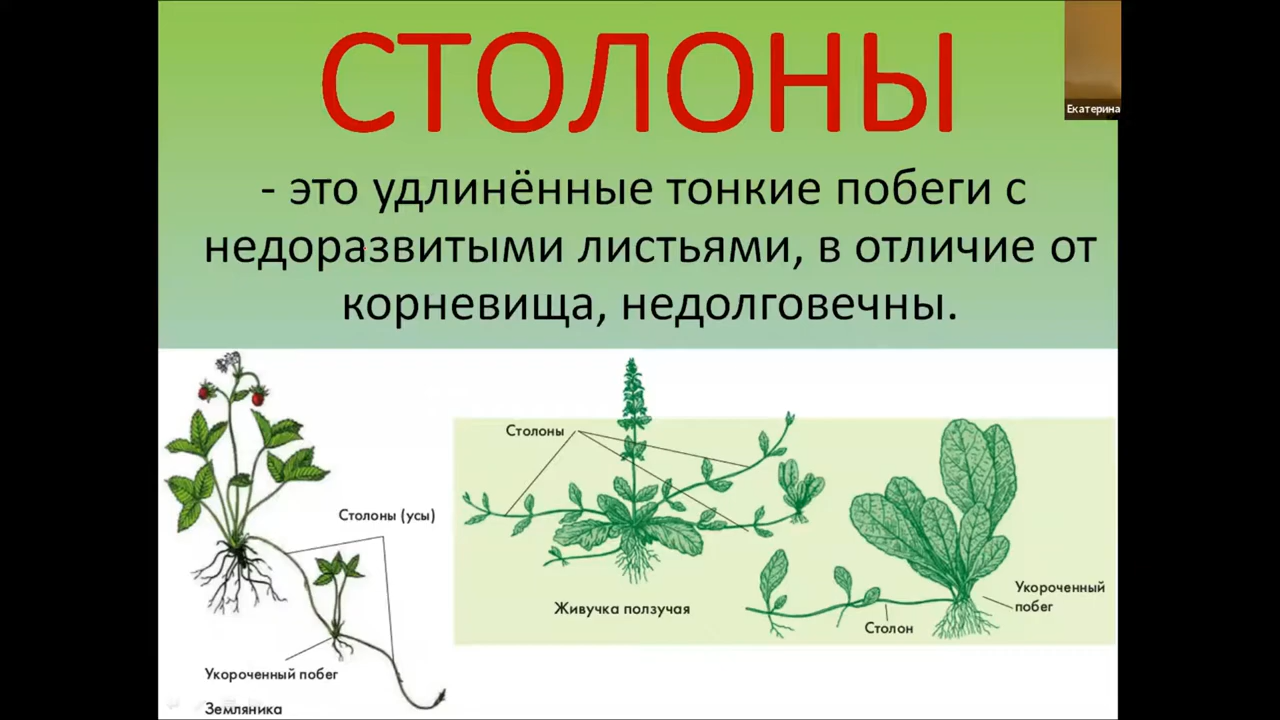 СТОЛОНЫ
Екатерина
- это удлинённые тонкие побеги с
недоразвитыми листьями, в отличие от
корневища, недолговечны.
Столоны (усы)
Укороченный побег
Земляника
Столоны
Живучка ползучая
Столон
Укороченный
побег